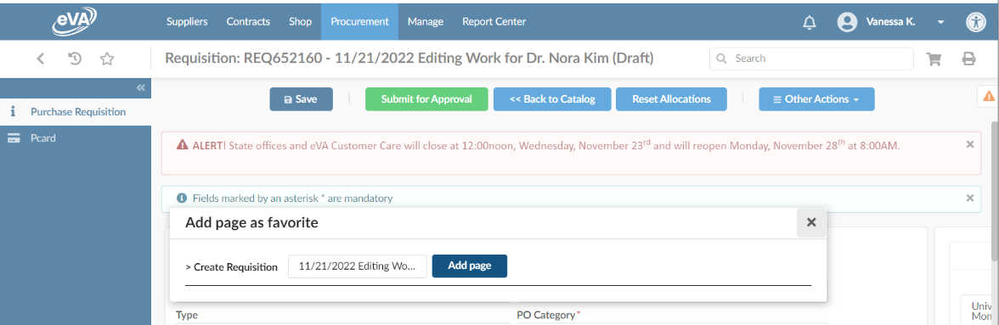 eVA
Suppliers Contracts Shop Procurement Manage Report Center Vanessa K.
Requisition: REQ652160 - 11/21/2022 Editing Work for Dr. Nora Kim (Draft) Search
Purchase Requisition
Pcard
Save Submit for Approval << Back to Catalog Reset Allocations Other Actions
ALERT! State offices and eVA Customer Care will close at 12:00noon, Wednesday, November 23rd and will reopen Monday, November 28th at 8:00AM.
Fields marked by an asterisk * are mandatory
Add page as favorite
> Create Requisition 11/21/2022 Editing Wo... Add page
Type PO Category*
Univ
Mon